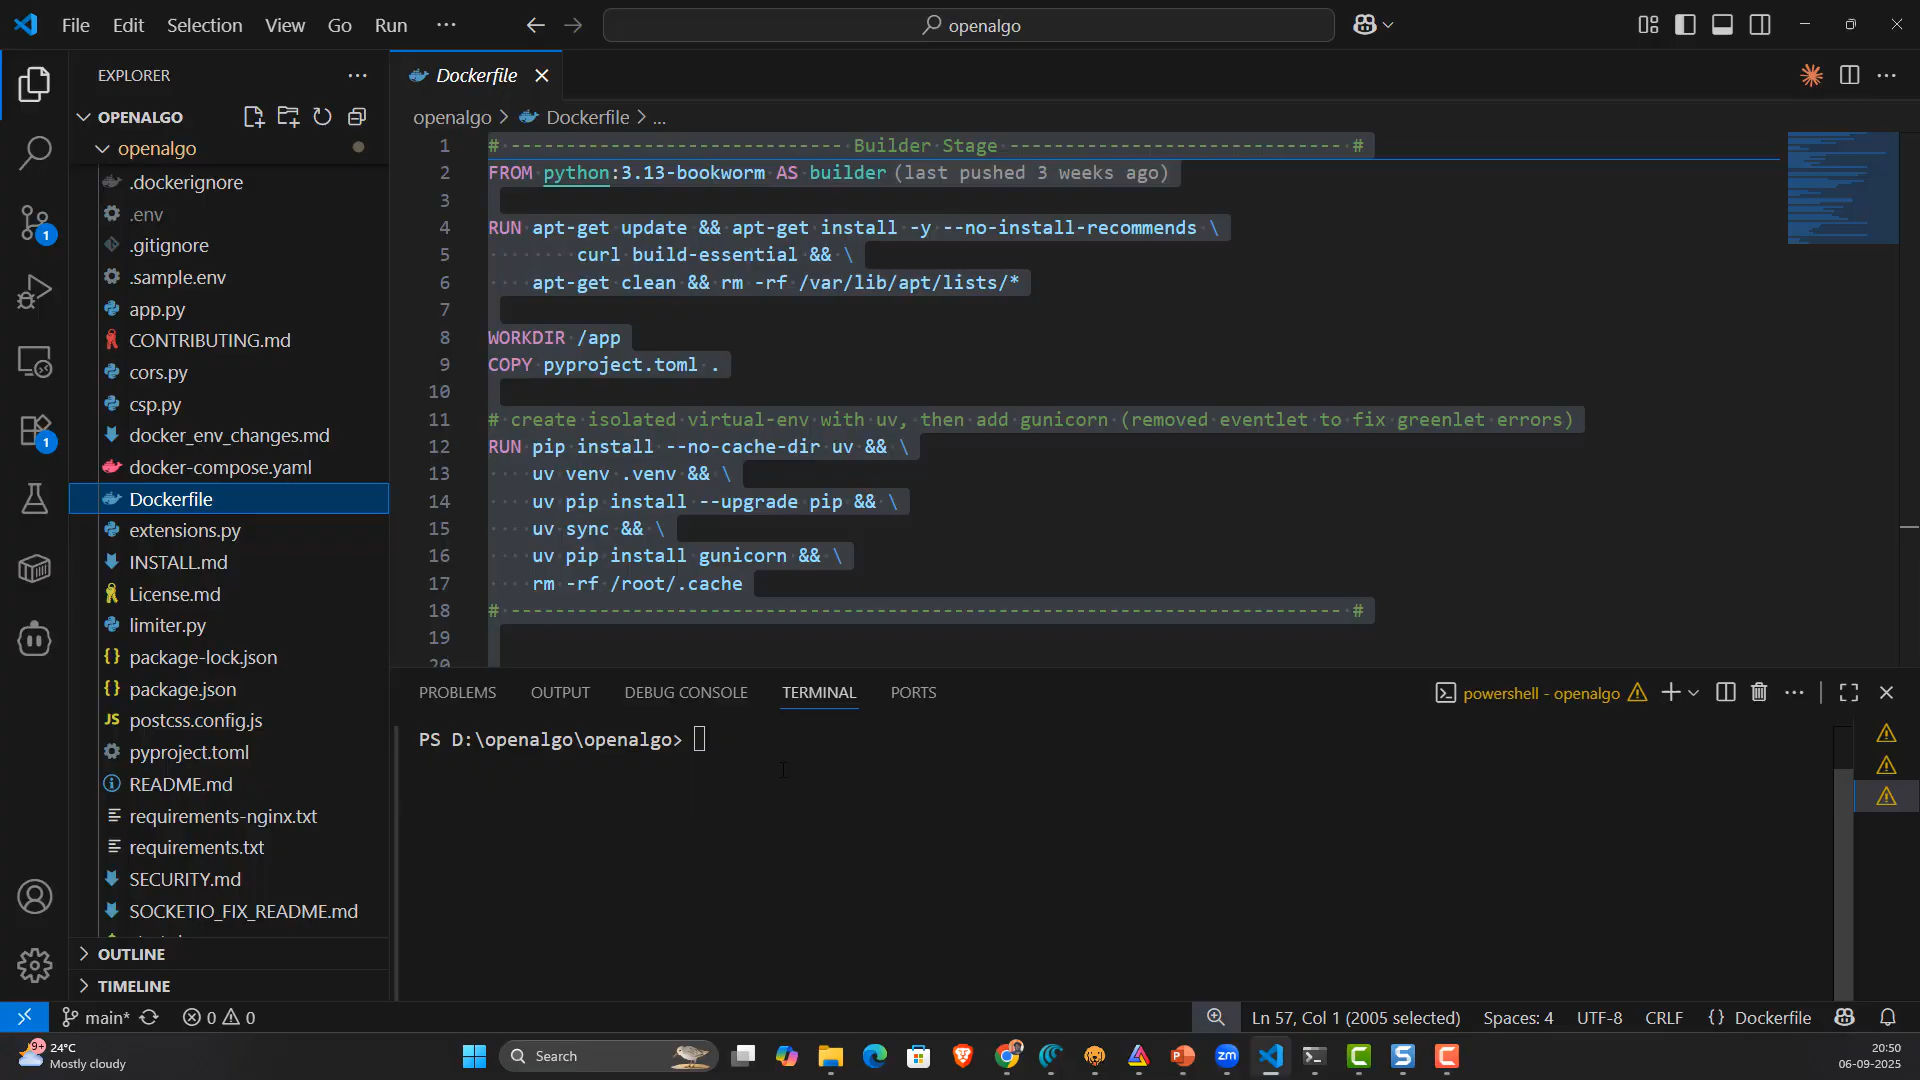 File Edit Selection View Go Run ···
openalgo
EXPLORER
OPENALGO
openalgo
.dockerignore
.env
.gitignore
.sample.env
app.py
CONTRIBUTING.md
cors.py
csp.py
docker_env_changes.md
docker-compose.yaml
Dockerfile
extensions.py
INSTALL.md
License.md
limiter.py
package-lock.json
package.json
postcss.config.js
pyproject.toml
README.md
requirements-nginx.txt
requirements.txt
SECURITY.md
SOCKETIO_FIX_README.md
OUTLINE
TIMELINE
Dockerfile
openalgo > Dockerfile > ...
1 # ------------------------------ Builder Stage ------------------------------ #
2 FROM python:3.13-bookworm AS builder (last pushed 3 weeks ago)
3
4 RUN apt-get update && apt-get install -y --no-install-recommends \
5 curl build-essential && \
6 apt-get clean && rm -rf /var/lib/apt/lists/*
7
8 WORKDIR /app
9 COPY pyproject.toml .
10
11 # create isolated virtual-env with uv, then add gunicorn (removed eventlet to fix greenlet errors)
12 RUN pip install --no-cache-dir uv && \
13 uv venv .venv && \
14 uv pip install --upgrade pip && \
15 uv sync && \
16 uv pip install gunicorn && \
17 rm -rf /root/.cache
18 # --------------------------------------------------------------------------- #
19
20
PROBLEMS OUTPUT DEBUG CONSOLE TERMINAL PORTS
powershell - openalgo
PS D:\openalgo\openalgo>
main* 0 0
Ln 57, Col 1 (2005 selected) Spaces: 4 UTF-8 CRLF {} Dockerfile
24°C
Mostly cloudy
Search
20:50
06-09-2025